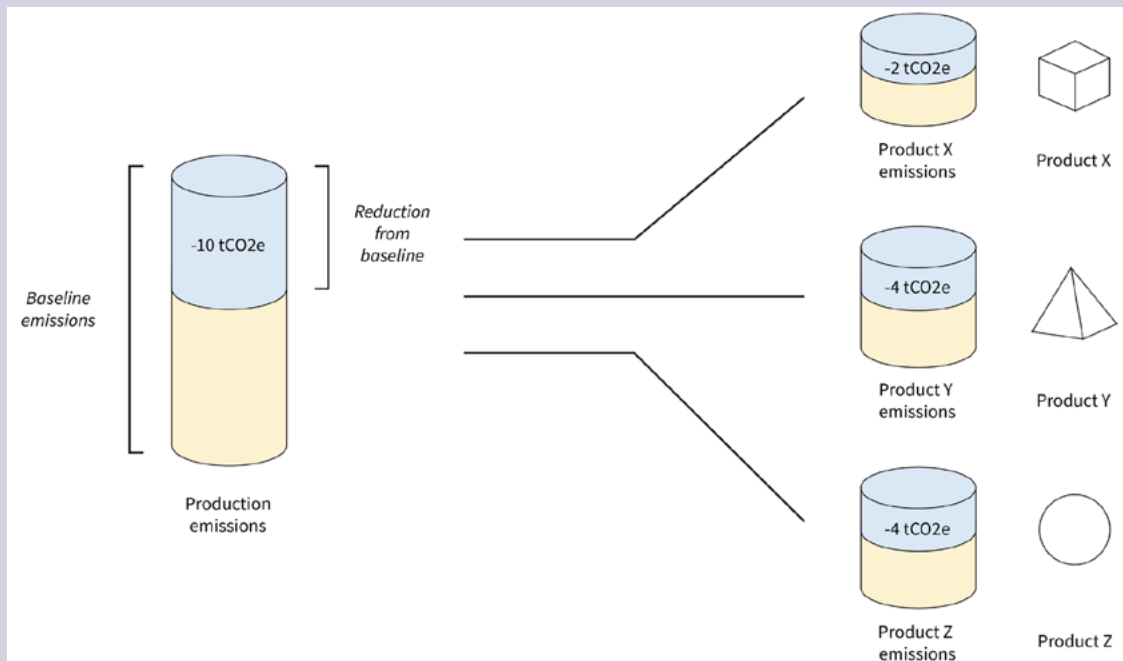 Baseline
emissions
-10 tCO2e
Reduction
from
baseline
Production
emissions
-2 tCO2e
Product X
emissions
Product X
-4 tCO2e
Product Y
emissions
Product Y
-4 tCO2e
Product Z
emissions
Product Z